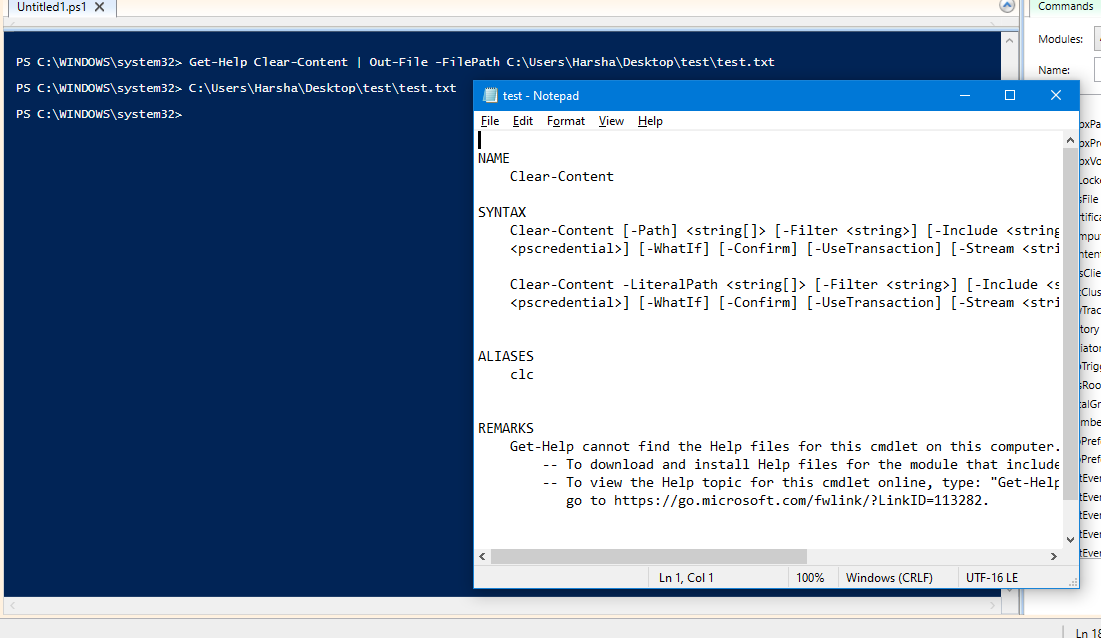 Untitled1.ps1
Commands
Modules:
Name:
PS C:\WINDOWS\system32> Get-Help Clear-Content | Out-File -FilePath C:\Users\Harsha\Desktop\test\test.txt
PS C:\WINDOWS\system32> C:\Users\Harsha\Desktop\test\test.txt
PS C:\WINDOWS\system32>
test - Notepad
File Edit Format View Help
NAME
Clear-Content
SYNTAX
Clear-Content [-Path] <string[]> [-Filter <string>] [-Include <string
<pscredential>] [-WhatIf] [-Confirm] [-UseTransaction] [-Stream <stri
Clear-Content -LiteralPath <string[]> [-Filter <string>] [-Include <s
<pscredential>] [-WhatIf] [-Confirm] [-UseTransaction] [-Stream <stri
ALIASES
clc
REMARKS
Get-Help cannot find the Help files for this cmdlet on this computer.
-- To download and install Help files for the module that include
-- To view the Help topic for this cmdlet online, type: "Get-Help
go to https://go.microsoft.com/fwlink/?LinkID=113282.
Ln 1, Col 1
100%
Windows (CRLF)
UTF-16 LE